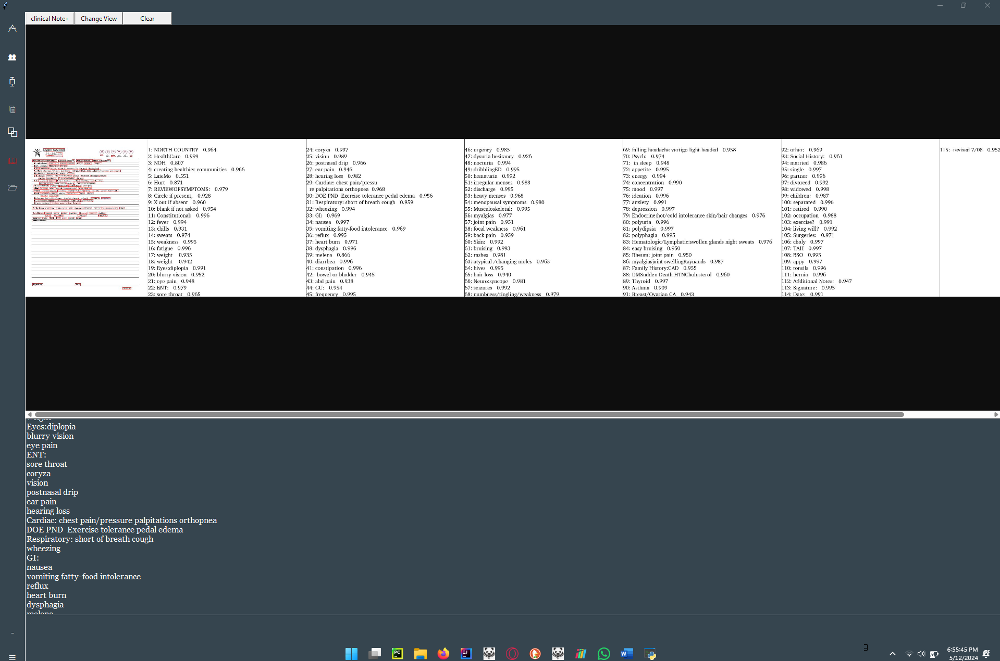 clinical Note+
Change View
Clear
NORTH COUNTRY
HealthCare
1: NORTH COUNTRY 0.964
2: HealthCare 0.999
3: NOH 0.807
4: creating healthier communities 0.966
5: LaieMo 0.551
6: Hurt 0.871
7: REVIEWOFSYMPTOMS: 0.979
8: Circle if present, 0.928
9: X out if absent 0.960
10: blank if not asked 0.954
11: Constitutional: 0.996
12: fever 0.994
13: chills 0.931
14: sweats 0.974
15: weakness 0.995
16: fatigue 0.996
17: weight 0.935
18: weight 0.942
19: Eyes:diplopia 0.991
20: blurry vision 0.952
21: eye pain 0.948
22: ENT: 0.979
23: sore throat 0.965
24: coryza 0.997
25: vision 0.989
26: postnasal drip 0.966
27: ear pain 0.946
28: hearing loss 0.982
29: Cardiac: chest pain/pressu
re palpitations orthopnea 0.968
30: DOE PND Exercise tolerance pedal edema 0.956
31: Respiratory: short of breath cough 0.959
32: wheezing 0.994
33: GI: 0.969
34: nausea 0.997
35: vomiting fatty-food intolerance 0.969
36: reflux 0.995
37: heart burn 0.971
38: dysphagia 0.996
39: melena 0.866
40: diarrhea 0.996
41: constipation 0.996
42: bowel or bladder 0.945
43: abd pain 0.938
44: GU: 0.954
45: frequency 0.995
46: urgency 0.985
47: dysuria hesitancy 0.926
48: nocturia 0.994
49: dribblingED 0.995
50: hematuria 0.992
51: irregular menses 0.983
52: discharge 0.995
53: heavy menses 0.968
54: menopausal symptoms 0.980
55: Musculoskeletal: 0.995
56: myalgias 0.977
57: joint pain 0.951
58: focal weakness 0.961
59: back pain 0.959
60: Skin: 0.992
61: bruising 0.993
62: rashes 0.981
63: atypical /changing moles 0.965
64: hives 0.995
65: hair loss 0.940
66: Neuro:syncope 0.981
67: seizures 0.992
68: numbness/tingling/weakness 0.979
69: falling headache vertigo light headed 0.958
70: Psych: 0.974
71: in sleep 0.948
72: appetite 0.995
73: energy 0.994
74: concentration 0.990
75: mood 0.997
76: ideation 0.996
77: anxiety 0.991
78: depression 0.997
79: Endocrine:hot/cold intolerance skin/hair changes 0.976
80: polyuria 0.996
81: polydipsia 0.997
82: polyphagia 0.995
83: Hematologic/Lymphatic:swollen glands night sweats 0.976
84: easy bruising 0.950
85: Rheum: joint pain 0.950
86: myalgiasjoint swellingRaynauds 0.987
87: Family History:CAD 0.955
88: DMSudden Death HTNCholesterol 0.960
89: Thyroid 0.997
90: Asthma 0.909
91: Breast/Ovarian CA 0.943
92: other: 0.969
93: Social History: 0.961
94: married 0.986
95: single 0.997
96: partner 0.996
97: divorced 0.992
98: widowed 0.998
99: children: 0.987
100: separated 0.996
101: retired 0.990
102: occupation 0.988
103: exercise? 0.991
104: living will? 0.992
105: Surgeries: 0.971
106: choly 0.997
107: TAH 0.997
108: BSO 0.995
109: appy 0.997
110: tonsils 0.996
111: hernia 0.996
112: Additional Notes: 0.947
113: Signature: 0.995
114: Date: 0.991
115: revised 7/08 0.952
Eyes:diplopia
blurry vision
eye pain
ENT:
sore throat
coryza
vision
postnasal drip
ear pain
hearing loss
Cardiac: chest pain/pressure palpitations orthopnea
DOE PND Exercise tolerance pedal edema
Respiratory: short of breath cough
wheezing
GI:
nausea
vomiting fatty-food intolerance
reflux
heart burn
dysphagia
melena
6:55:45 PM
5/12/2024